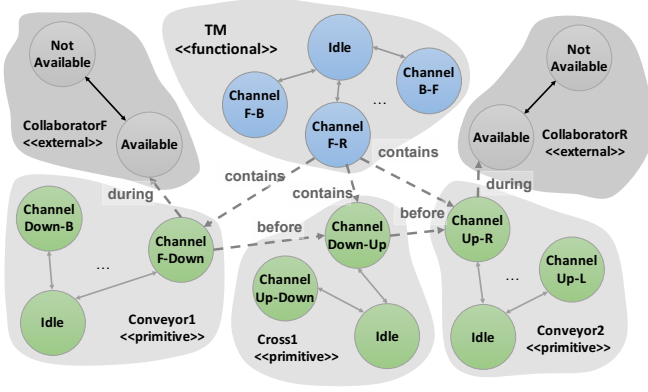 TM
<<functional>>
Idle
Channel
F-B
Channel
B-F
...
Channel
F-R
Not
Available
CollaboratorF
<<external>>
Available
Not
Available
Available
CollaboratorR
<<external>>
contains
contains
contains
during
during
before
before
Channel
Down-B
...
Channel
F-Down
Idle
Conveyor1
<<primitive>>
Channel
Down-Up
Channel
Up-Down
Idle
Cross1
<<primitive>>
Channel
Up-R
...
Channel
Up-L
Idle
Conveyor2
<<primitive>>